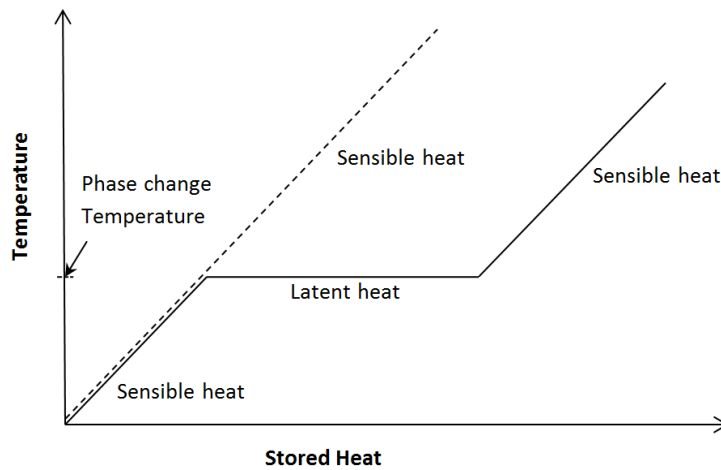 Temperature
Phase change
Temperature
Sensible heat
Sensible heat
Latent heat
Sensible heat
Stored Heat